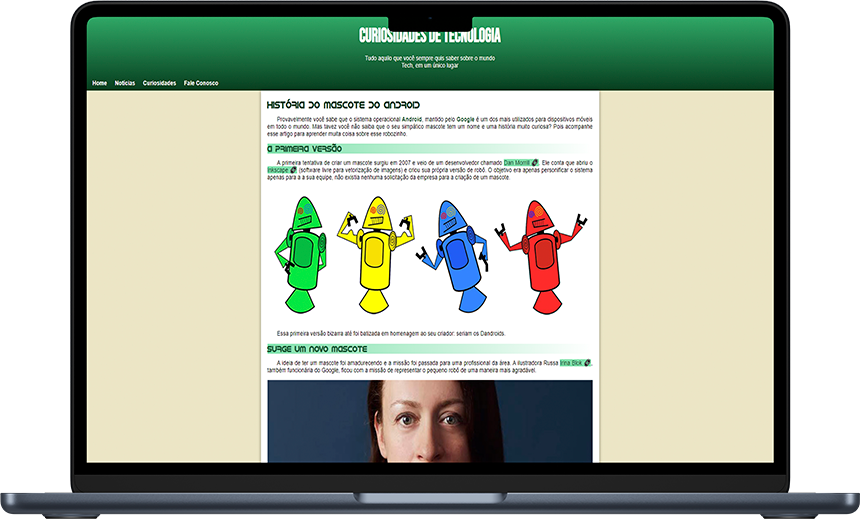 CURIOSIDADES DE TECNOLOGIA
Tudo aquilo que você sempre quis saber sobre o mundo
Tech, em um único lugar
Home Notícias Curiosidades Fale Conosco
HISTÓRIA DO MASCOTE DO ANDROID
Provavelmente você sabe que o sistema operacional Android, mantido pelo Google é um dos mais utilizados para dispositivos móveis
em todo o mundo. Mas tavez você não saiba que o seu simpático mascote tem um nome e uma história muito curiosa? Pois acompanhe
esse artigo para aprender muita coisa sobre esse robozinho.
A PRIMEIRA VERSÃO
A primeira tentativa de criar um mascote surgiu em 2007 e veio de um desenvolvedor chamado Dan Morrill. Ele conta que abriu o
Inkscape (software livre para vetorização de imagens) e criou sua própria versão de robô. O objetivo era apenas personificar o sistema
apenas para a a sua equipe, não existia nenhuma solicitação da empresa para a criação de um mascote.
Essa primeira versão bizarra até foi batizada em homenagem ao seu criador: seriam os Dandroids.
SURGE UM NOVO MASCOTE
A ideia de ter um mascote foi amadurecendo e a missão foi passada para uma profissional da área. A ilustradora Russa Irina Blok,
também funcionária do Google, ficou com a missão de representar o pequeno robô de uma maneira mais agradável.